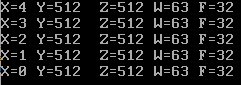 X=4 Y=512  Z=512 W=63 F=32
X=3 Y=512  Z=512 W=63 F=32
X=2 Y=512  Z=512 W=63 F=32
X=1 Y=512  Z=512 W=63 F=32
X=0 Y=512  Z=512 W=63 F=32